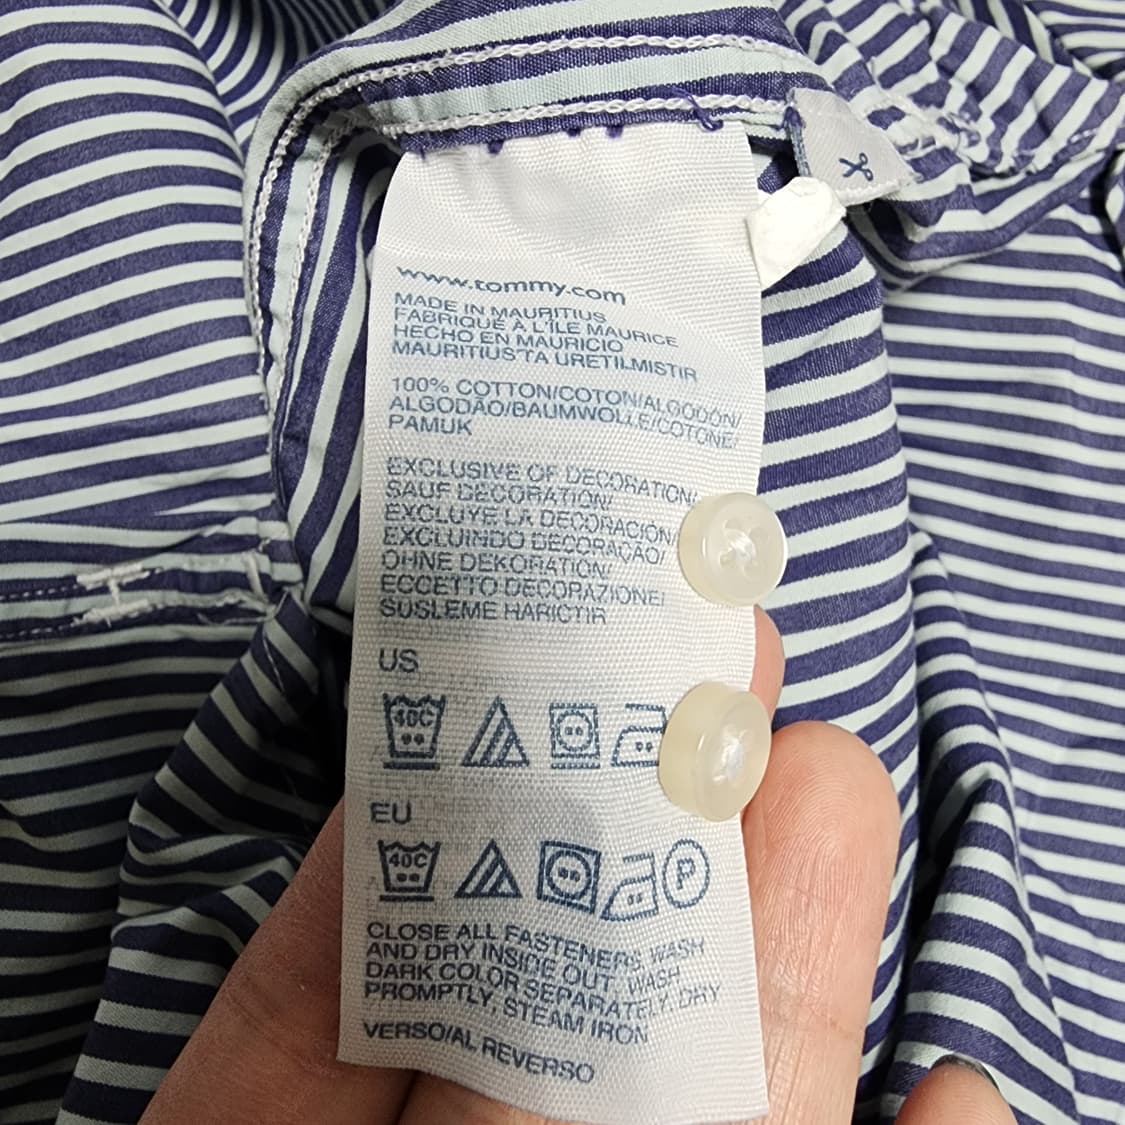 www.tommy.com
MADE IN MAURITIUS
FABRIQUÉ À L'ÎLE MAURICE
HECHO EN MAURICIO
MAURITIUS'TA URETILMISTIR
100% COTTON/COTON/ALGODÓN/
ALGODÃO/BAUMWOLLE/COTONE/
PAMUK
EXCLUSIVE OF DECORATION/
SAUF DECORATION/
EXCLUYE LA DECORACIÓN/
EXCLUINDO DECORAÇAO/
OHNE DEKORATION/
ECCETTO DECORAZIONE/
SUSLEME HARICTIR
US
40C
EU
40C
P
CLOSE ALL FASTENERS, WASH
AND DRY INSIDE OUT, WASH
DARK COLOR SEPARATELY, DRY
PROMPTLY, STEAM IRON
VERSO/AL REVERSO